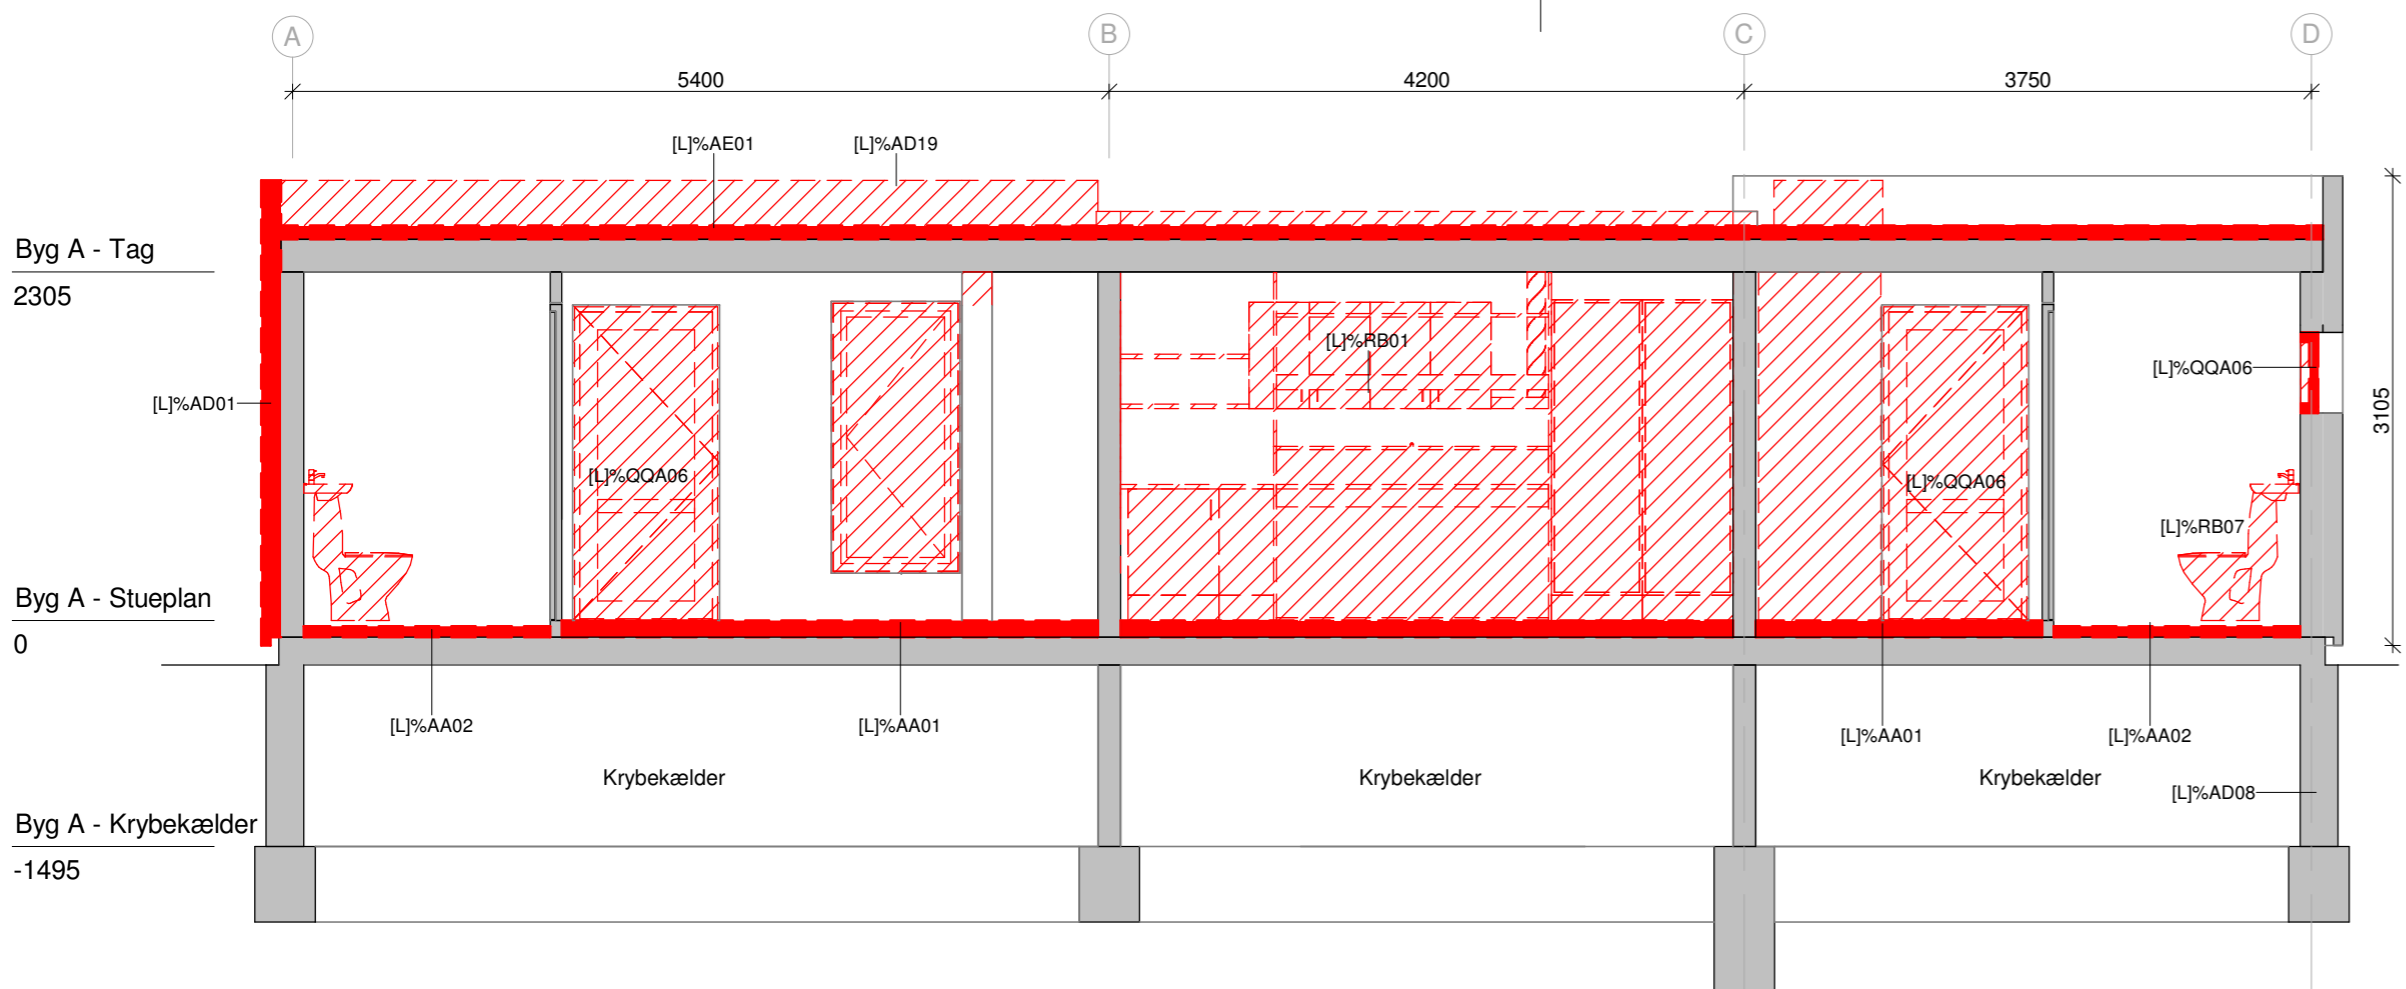 A
B
C
D
5400
4200
3750
[L]%AE01
[L]%AD19
Byg A - Tag
2305
[L]%RB01
[L]%QQA06
[L]%AD01
3105
[L]%QQA06
[L]%QQA06
[L]%RB07
Byg A - Stueplan
0
[L]%AA02
[L]%AA01
[L]%AA01
[L]%AA02
Krybekælder
Krybekælder
Krybekælder
[L]%AD08
Byg A - Krybekælder
-1495